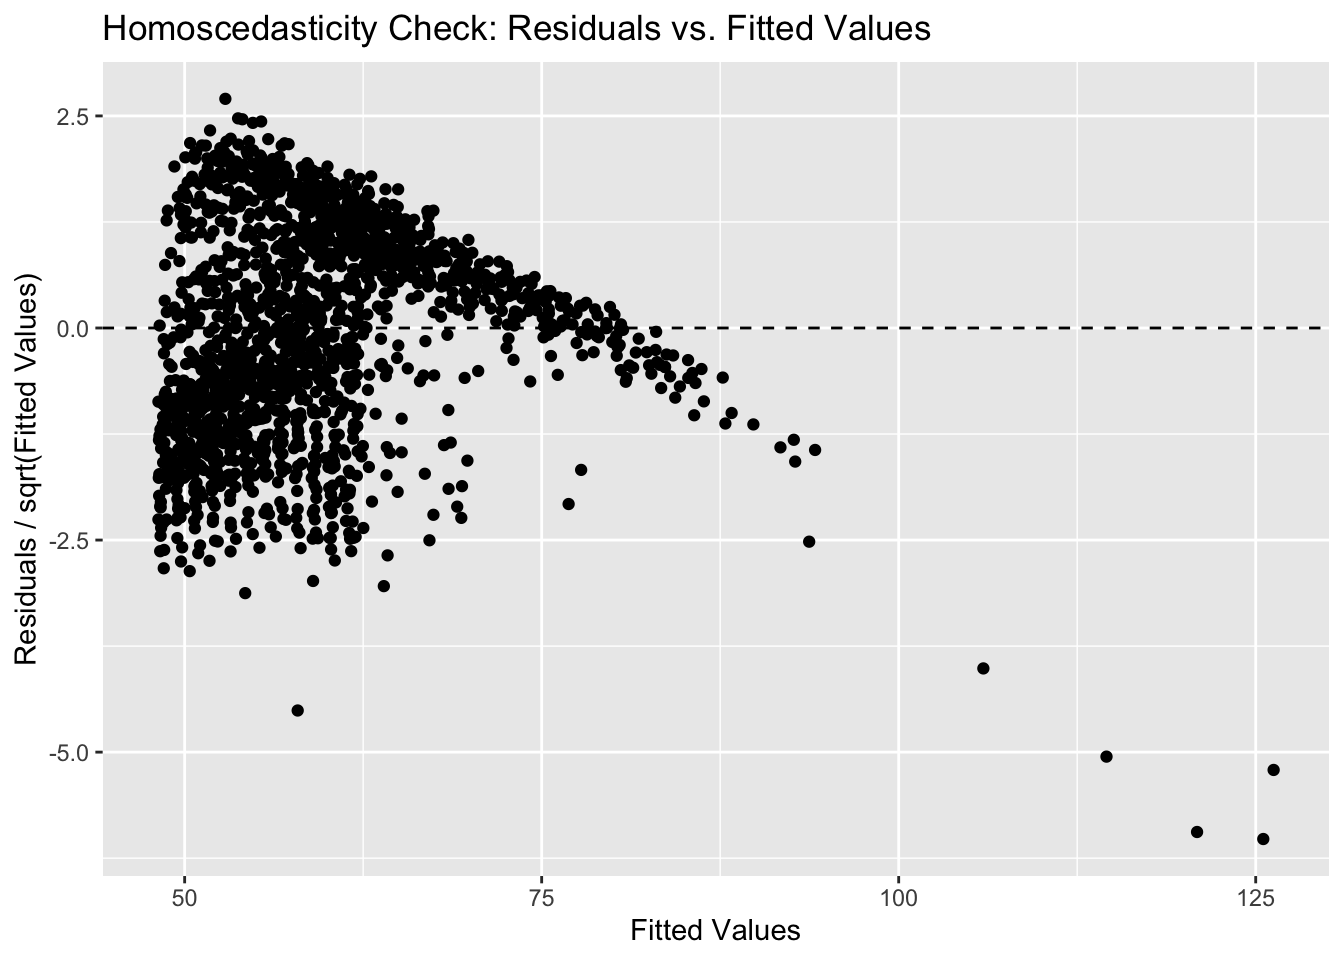 Homoscedasticity Check: Residuals vs. Fitted Values
Residuals / sqrt(Fitted Values)
2.5
0.0
-2.5
-5.0
50 75 100 125
Fitted Values